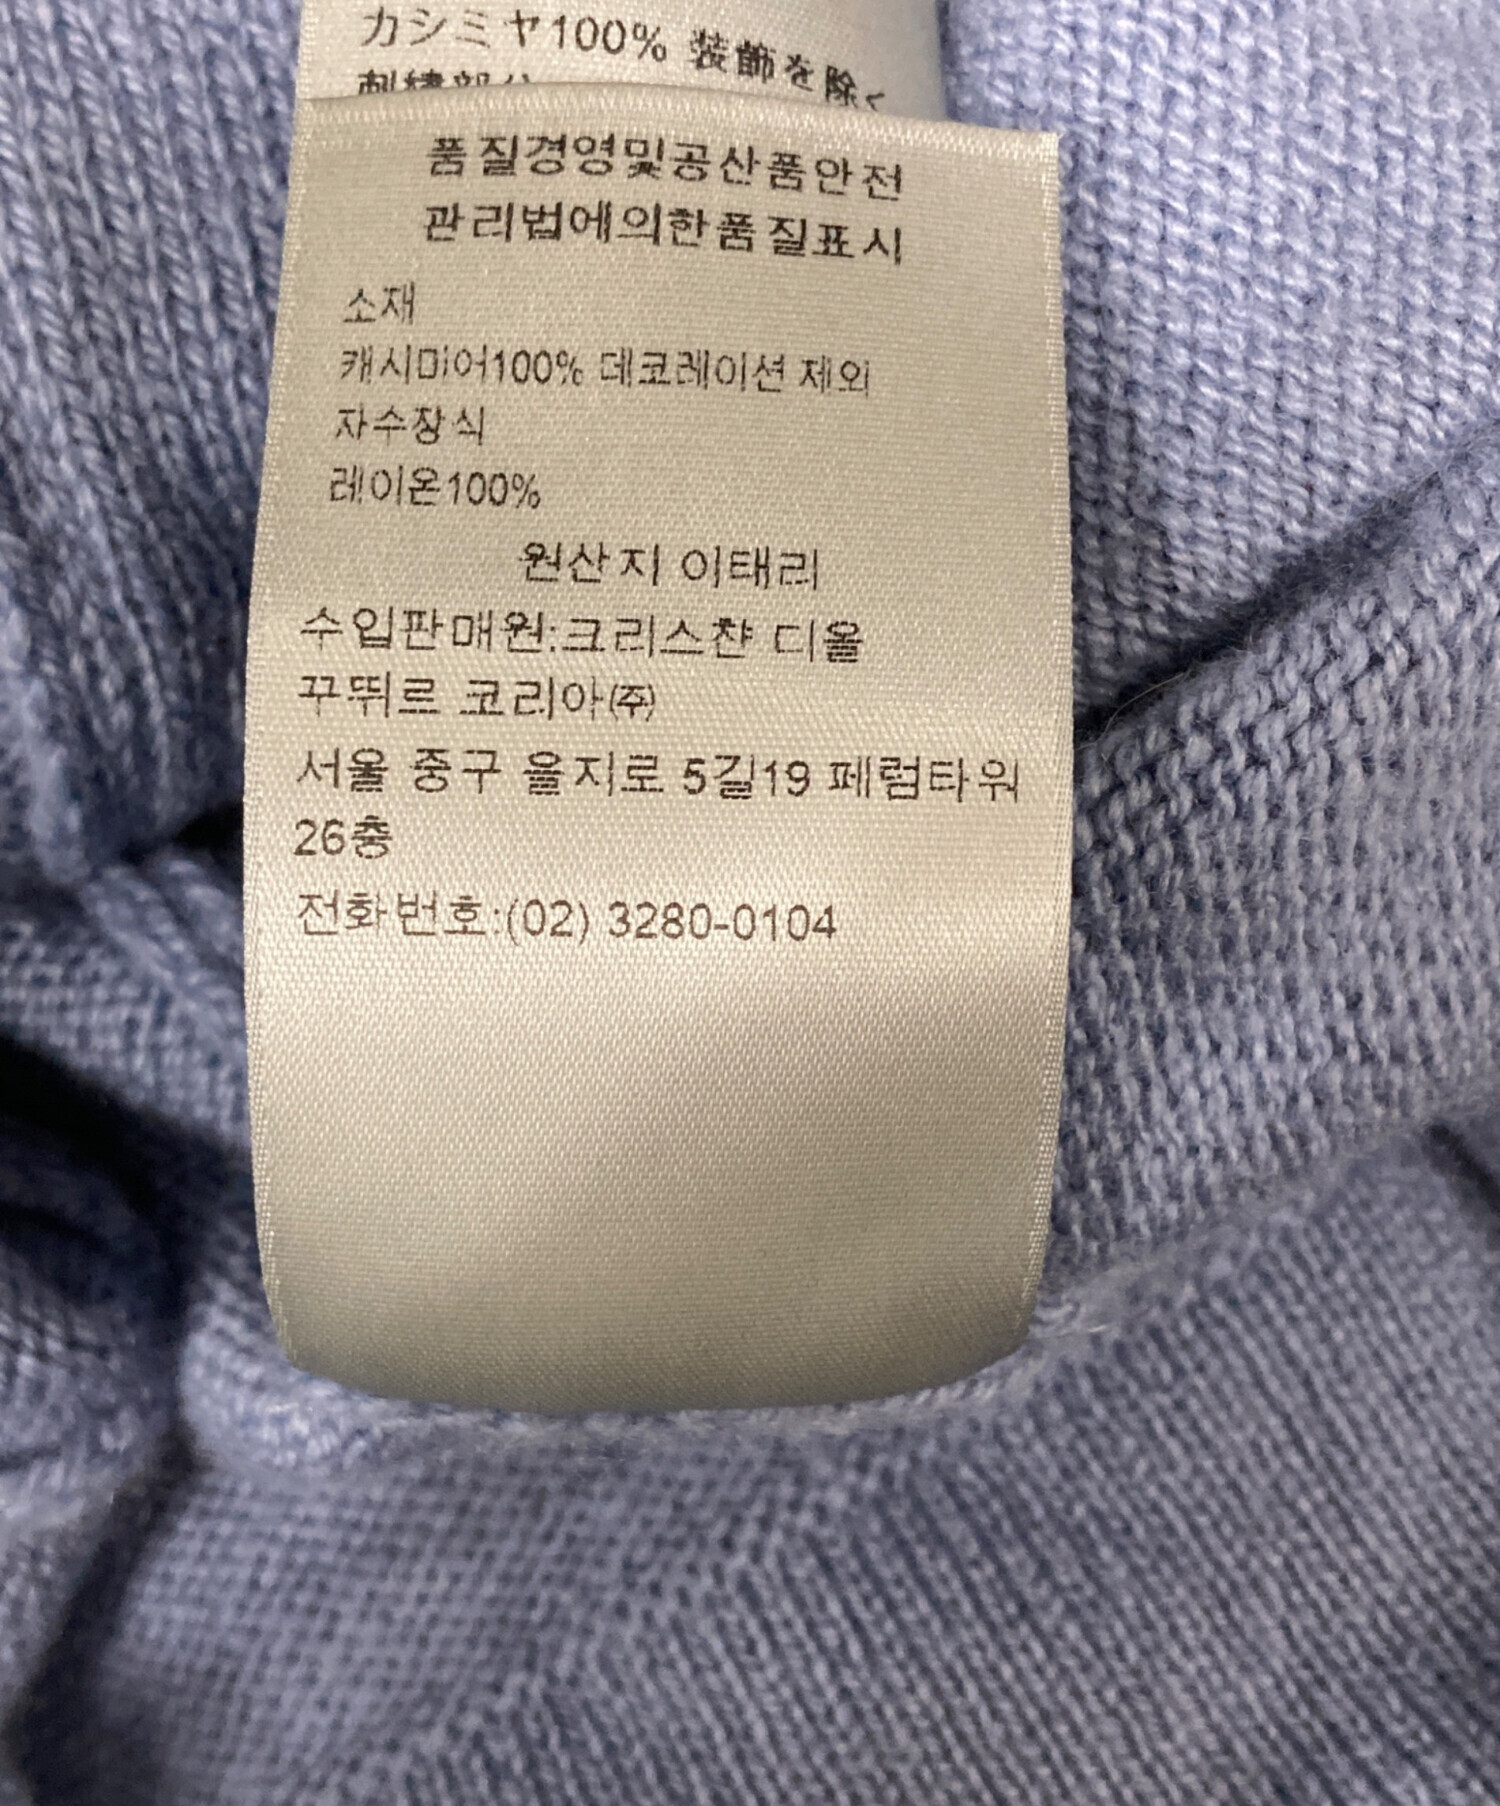 カシミヤ100% 装飾を除く
刺繍部分
품질경영및공산품안전
관리법에의한품질표시
소재
캐시미어100% 데코레이션 제외
자수장식
레이온100%
원산지 이태리
수입판매원:크리스챤 디올
꾸뛰르 코리아(주)
서울 중구 을지로 5길19 페럼타워
26층
전화번호:(02) 3280-0104